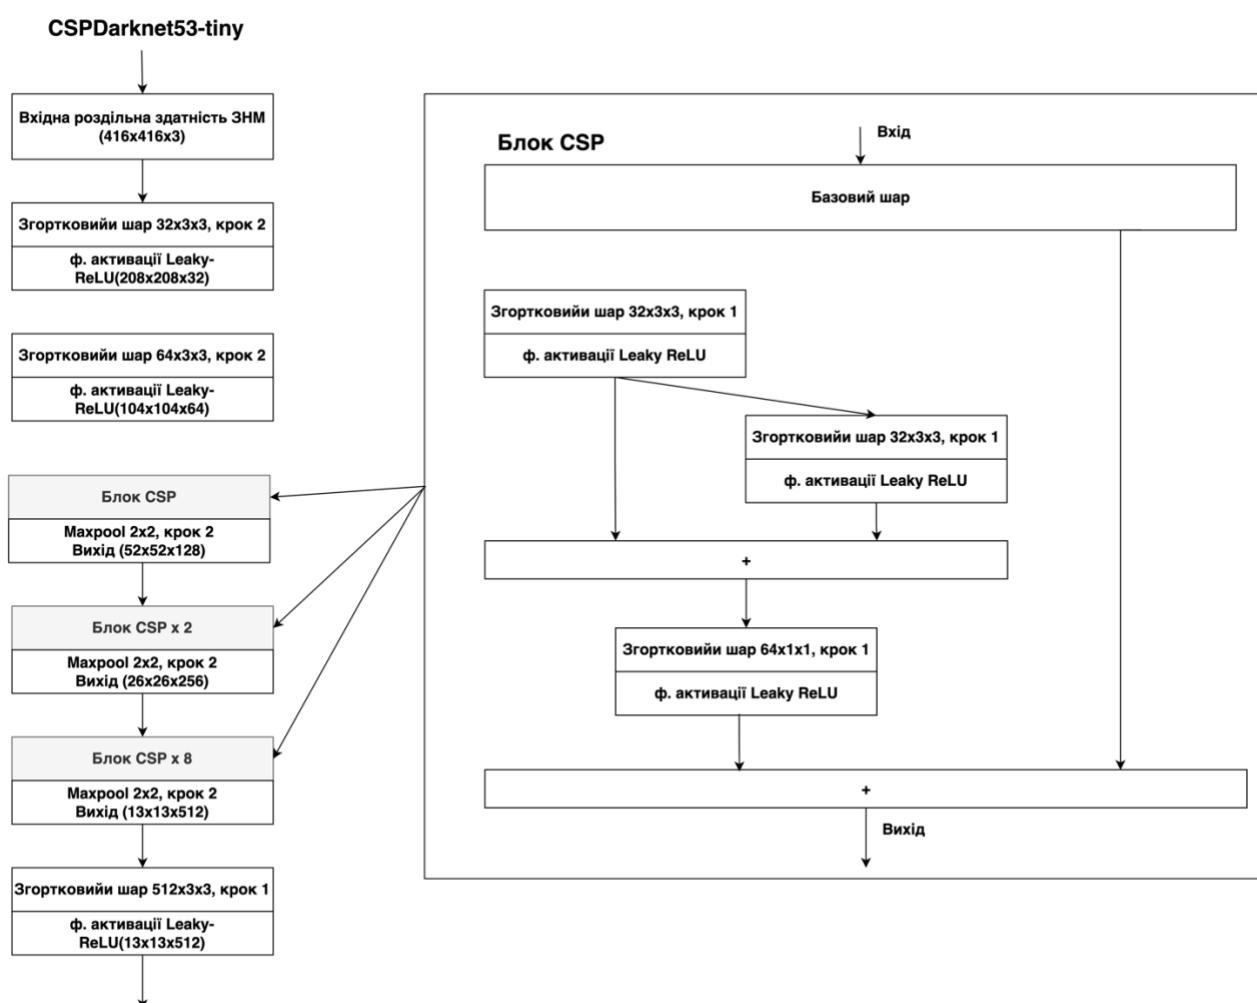 CSPDarknet53-tiny
Вхідна роздільна здатність ЗНМ
(416x416x3)
Згортковийи шар 32x3x3, крок 2
ф. активації Leaky-
ReLU(208x208x32)
Згортковийи шар 64x3x3, крок 2
ф. активації Leaky-
ReLU(104x104x64)
Блок CSP
Maxpool 2x2, крок 2
Вихід (52x52x128)
Блок CSP x 2
Maxpool 2x2, крок 2
Вихід (26x26x256)
Блок CSP x 8
Maxpool 2x2, крок 2
Вихід (13x13x512)
Згортковийи шар 512x3x3, крок 1
ф. активації Leaky-
ReLU(13x13x512)
Блок CSP
Вхід
Базовий шар
Згортковийи шар 32x3x3, крок 1
ф. активації Leaky ReLU
Згортковийи шар 32x3x3, крок 1
ф. активації Leaky ReLU
+
Згортковийи шар 64x1x1, крок 1
ф. активації Leaky ReLU
+
Вихід